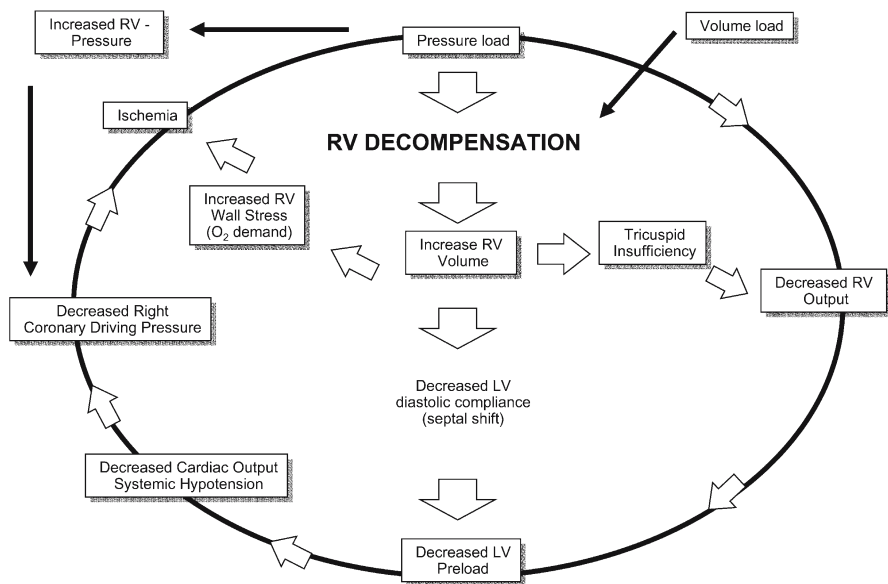 Increased RV -
Pressure
Pressure load
Volume load
Ischemia
RV DECOMPENSATION
Increased RV
Wall Stress
(O₂ demand)
Increase RV
Volume
Tricuspid
Insufficiency
Decreased RV
Output
Decreased Right
Coronary Driving Pressure
Decreased LV
diastolic compliance
(septal shift)
Decreased Cardiac Output
Systemic Hypotension
Decreased LV
Preload